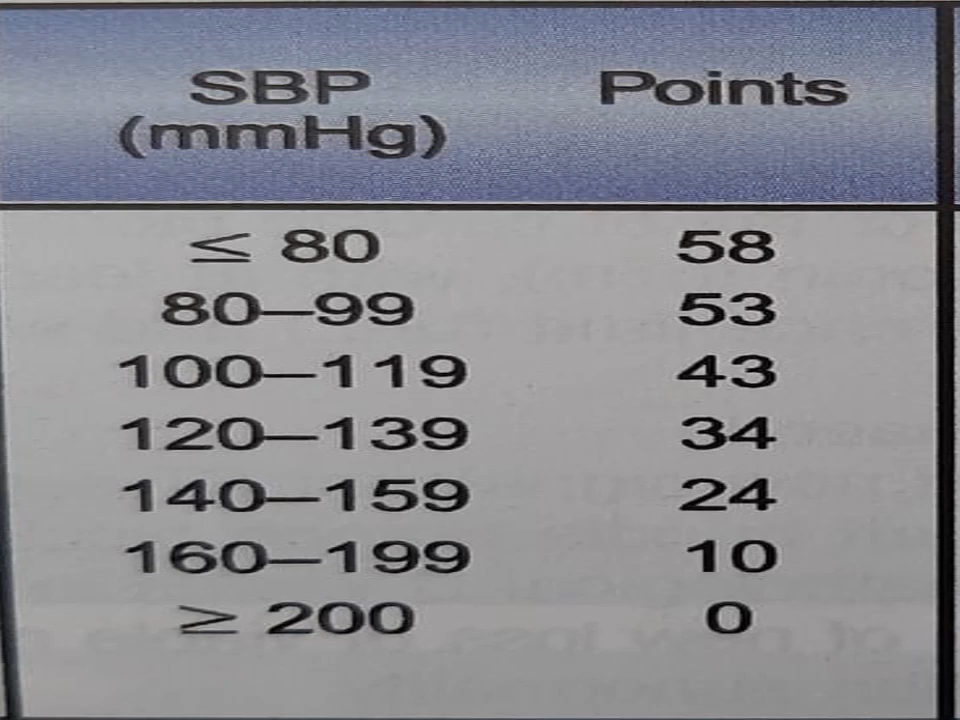 SBP Points
(mmHg)
≤ 80 58
80–99 53
100–119 43
120–139 34
140–159 24
160–199 10
≥ 200 0